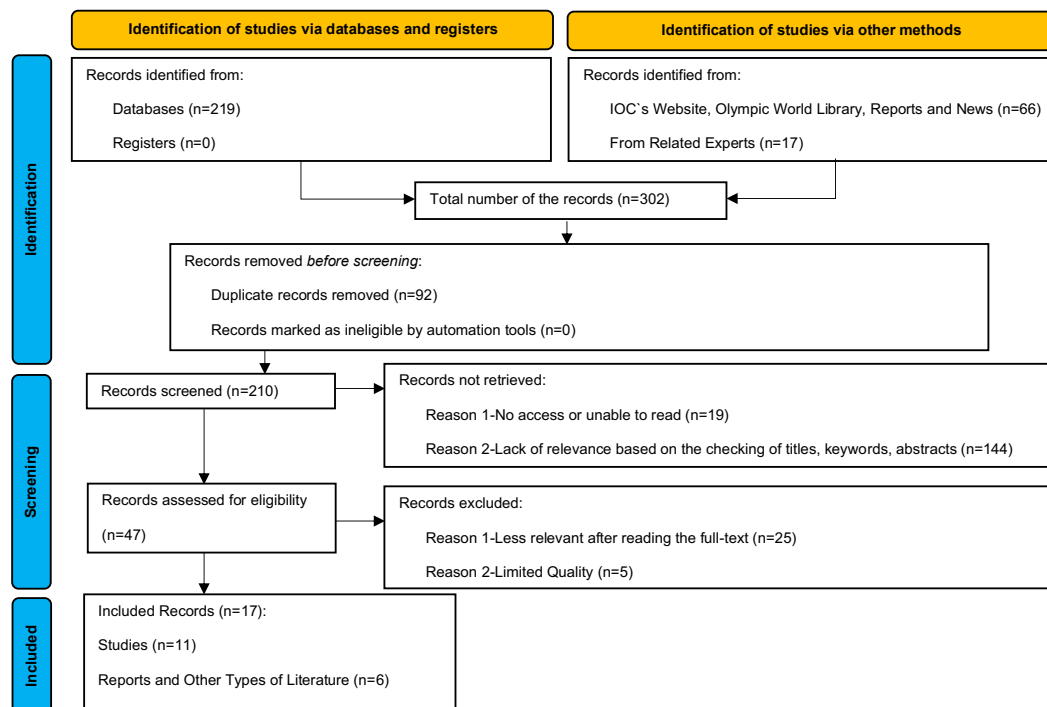 Identification of studies via databases and registers
Identification of studies via other methods
Identification
Records identified from:
Databases (n=219)
Registers (n=0)
Records identified from:
IOC`s Website, Olympic World Library, Reports and News (n=66)
From Related Experts (n=17)
Total number of the records (n=302)
Records removed before screening:
Duplicate records removed (n=92)
Records marked as ineligible by automation tools (n=0)
Screening
Records screened (n=210)
Records not retrieved:
Reason 1-No access or unable to read (n=19)
Reason 2-Lack of relevance based on the checking of titles, keywords, abstracts (n=144)
Records assessed for eligibility
(n=47)
Records excluded:
Reason 1-Less relevant after reading the full-text (n=25)
Reason 2-Limited Quality (n=5)
Included
Included Records (n=17):
Studies (n=11)
Reports and Other Types of Literature (n=6)